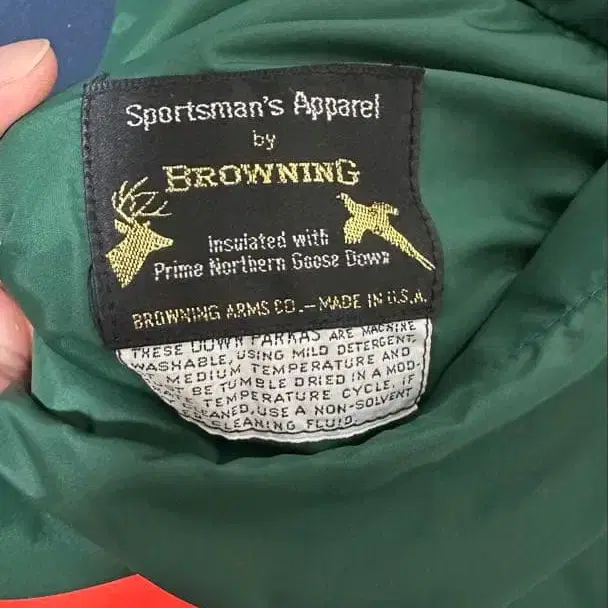 Sportsman's Apparel
by
BROWNING
Insulated with
Prime Northern Goose Down
BROWNING ARMS CO. — MADE IN U.S.A.
THESE DOWN PARKAS ARE MACHINE
WASHABLE, USING MILD DETERGENT,
MEDIUM TEMPERATURE AND
BE TUMBLE DRIED IN A MOD-
TEMPERATURE CYCLE. IF
USE A NON-SOLVENT
CLEANING FLUID.